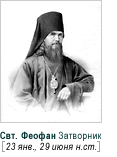 Свт. Феофан Затворник
[23 янв., 29 июня н.ст.]